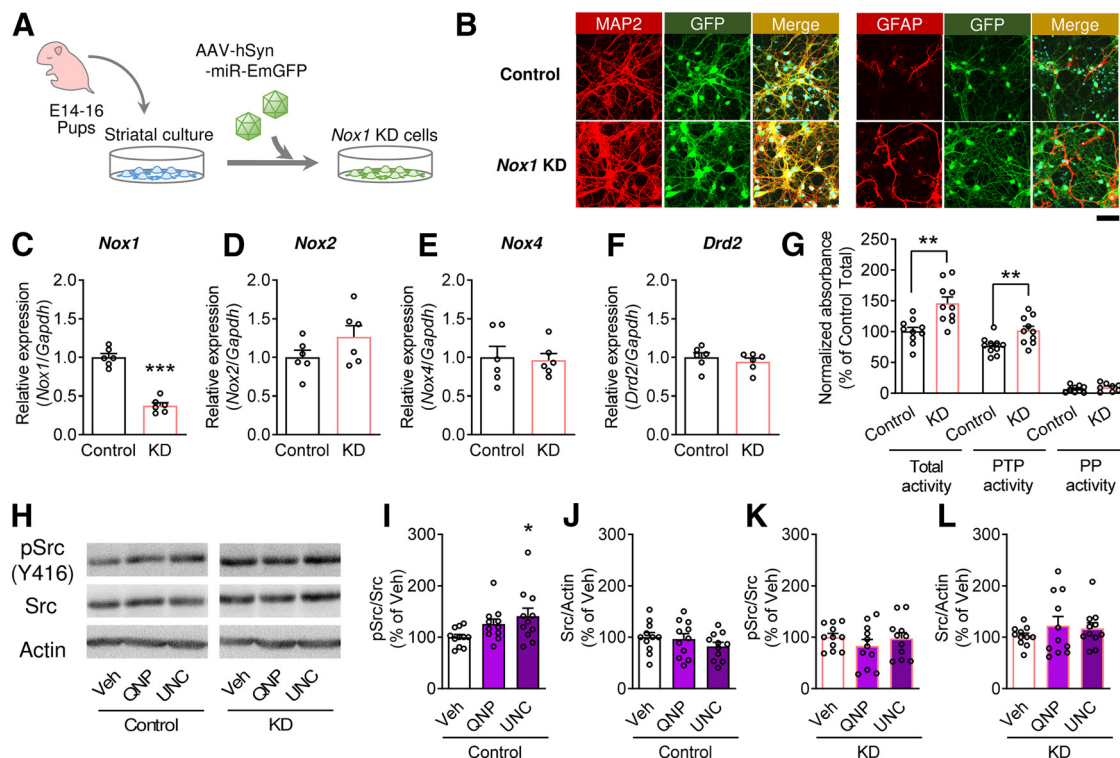 A
E14-16
Pups
Striatal culture
AAV-hSyn
-miR-EmGFP
Nox1 KD cells
B
MAP2 GFP Merge GFAP GFP Merge
Control
Nox1 KD
C
Nox1
Relative expression
(Nox1/Gapdh)
2.0
1.5
1.0
0.5
0.0
***
Control KD
D
Nox2
Relative expression
(Nox2/Gapdh)
2.0
1.5
1.0
0.5
0.0
Control KD
E
Nox4
Relative expression
(Nox4/Gapdh)
2.0
1.5
1.0
0.5
0.0
Control KD
F
Drd2
Relative expression
(Drd2/Gapdh)
2.0
1.5
1.0
0.5
0.0
Control KD
G
Normalized absorbance
(% of Control Total)
250
200
150
100
50
0
** **
Control KD Control KD Control KD
Total
activity
PTP
activity
PP
activity
H
pSrc
(Y416)
Src
Actin
Veh QNP UNC Veh QNP UNC
Control KD
I
pSrc/Src
(% of Veh)
300
200
100
0
*
Veh QNP UNC
Control
J
Src/Actin
(% of Veh)
300
200
100
0
Veh QNP UNC
Control
K
pSrc/Src
(% of Veh)
300
200
100
0
Veh QNP UNC
KD
L
Src/Actin
(% of Veh)
300
200
100
0
Veh QNP UNC
KD